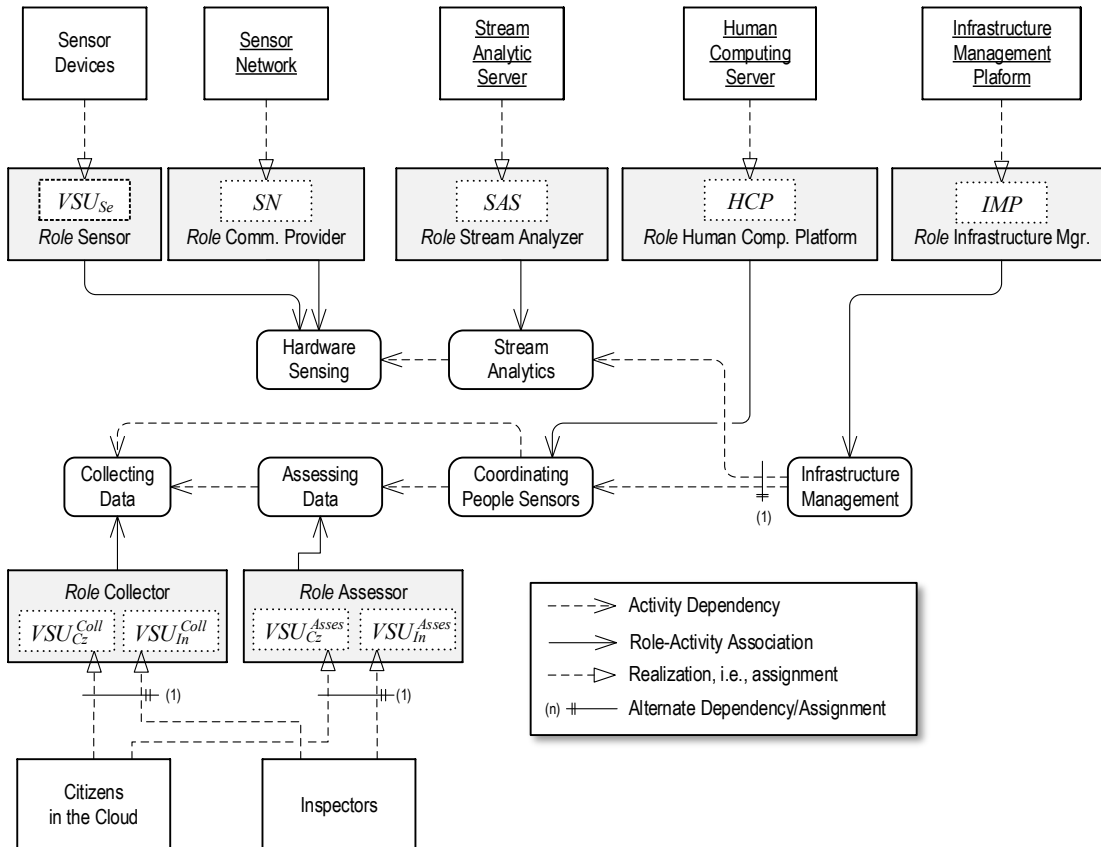 Sensor
Devices
Sensor
Network
Stream
Analytic
Server
Human
Computing
Server
Infrastructure
Management
Plaform
VSU_Se
Role Sensor
SN
Role Comm. Provider
SAS
Role Stream Analyzer
HCP
Role Human Comp. Platform
IMP
Role Infrastructure Mgr.
Hardware
Sensing
Stream
Analytics
Collecting
Data
Assessing
Data
Coordinating
People Sensors
Infrastructure
Management
(1)
Role Collector
VSU_Cz^Coll
VSU_In^Coll
Role Assessor
VSU_Cz^Asses
VSU_In^Asses
(1)
(1)
Citizens
in the Cloud
Inspectors
Activity Dependency
Role-Activity Association
Realization, i.e., assignment
(n)
Alternate Dependency/Assignment